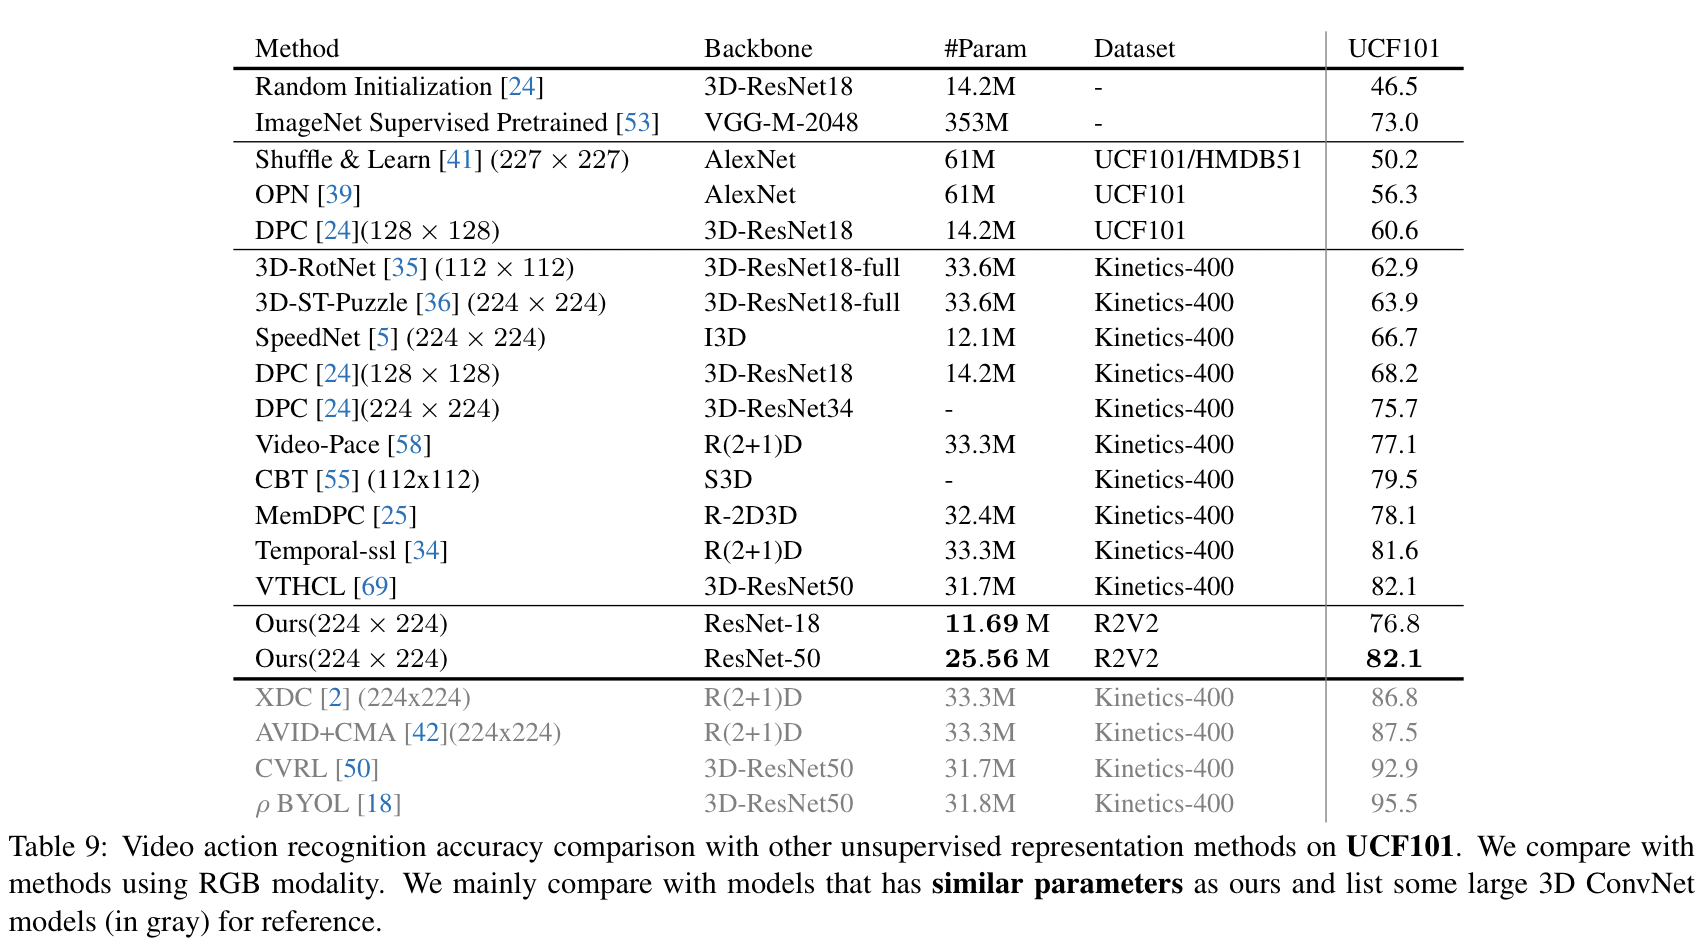 Method Backbone #Param Dataset UCF101
Random Initialization [24] 3D-ResNet18 14.2M - 46.5
ImageNet Supervised Pretrained [53] VGG-M-2048 353M - 73.0
Shuffle & Learn [41] (227 × 227) AlexNet 61M UCF101/HMDB51 50.2
OPN [39] AlexNet 61M UCF101 56.3
DPC [24](128 × 128) 3D-ResNet18 14.2M UCF101 60.6
3D-RotNet [35] (112 × 112) 3D-ResNet18-full 33.6M Kinetics-400 62.9
3D-ST-Puzzle [36] (224 × 224) 3D-ResNet18-full 33.6M Kinetics-400 63.9
SpeedNet [5] (224 × 224) I3D 12.1M Kinetics-400 66.7
DPC [24](128 × 128) 3D-ResNet18 14.2M Kinetics-400 68.2
DPC [24](224 × 224) 3D-ResNet34 - Kinetics-400 75.7
Video-Pace [58] R(2+1)D 33.3M Kinetics-400 77.1
CBT [55] (112x112) S3D - Kinetics-400 79.5
MemDPC [25] R-2D3D 32.4M Kinetics-400 78.1
Temporal-ssl [34] R(2+1)D 33.3M Kinetics-400 81.6
VTHCL [69] 3D-ResNet50 31.7M Kinetics-400 82.1
Ours(224 × 224) ResNet-18 11.69 M R2V2 76.8
Ours(224 × 224) ResNet-50 25.56 M R2V2 82.1
XDC [2] (224x224) R(2+1)D 33.3M Kinetics-400 86.8
AVID+CMA [42](224x224) R(2+1)D 33.3M Kinetics-400 87.5
CVRL [50] 3D-ResNet50 31.7M Kinetics-400 92.9
ρ BYOL [18] 3D-ResNet50 31.8M Kinetics-400 95.5
Table 9: Video action recognition accuracy comparison with other unsupervised representation methods on UCF101. We compare with
methods using RGB modality. We mainly compare with models that has similar parameters as ours and list some large 3D ConvNet
models (in gray) for reference.